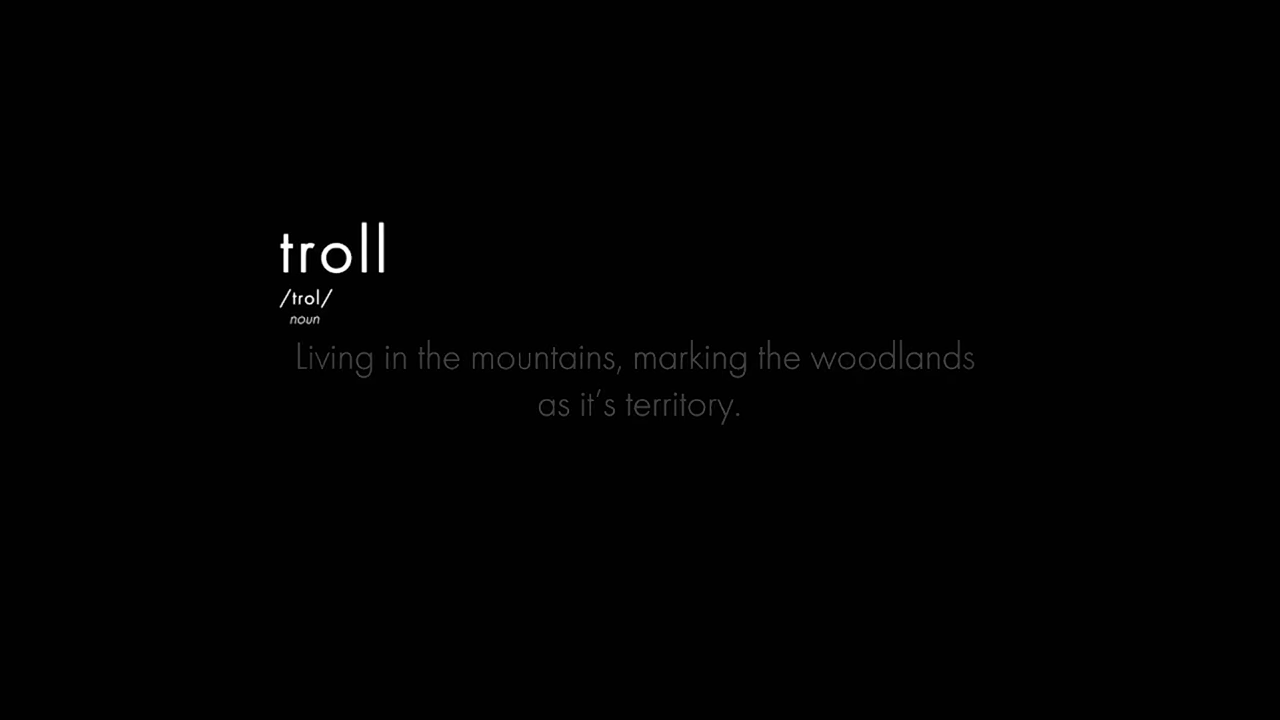 troll
/trol/
noun
Living in the mountains, marking the woodlands
as it’s territory.